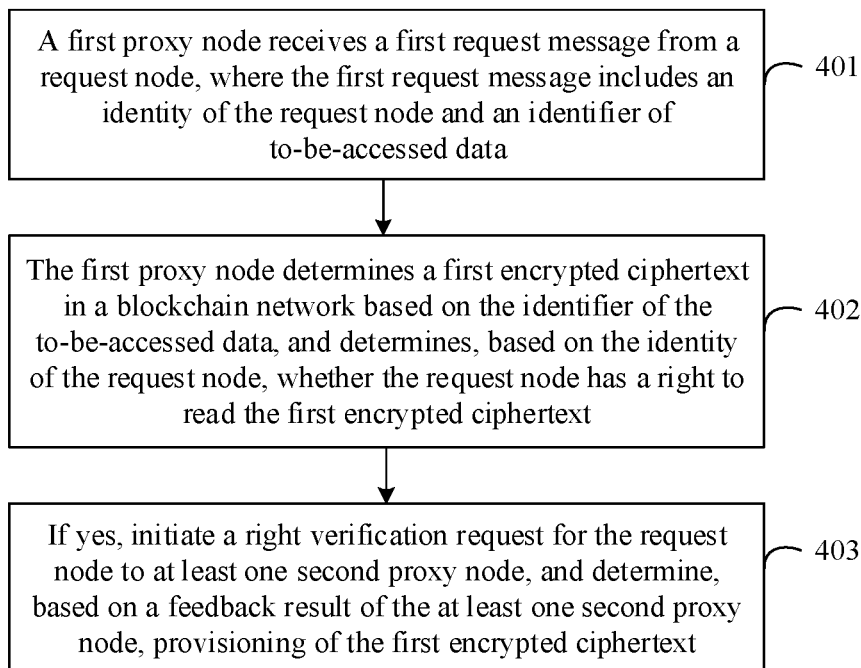 A first proxy node receives a first request message from a
request node, where the first request message includes an
identity of the request node and an identifier of
to-be-accessed data
401
The first proxy node determines a first encrypted ciphertext
in a blockchain network based on the identifier of the
to-be-accessed data, and determines, based on the identity
of the request node, whether the request node has a right to
read the first encrypted ciphertext
402
If yes, initiate a right verification request for the request
node to at least one second proxy node, and determine,
based on a feedback result of the at least one second proxy
node, provisioning of the first encrypted ciphertext
403